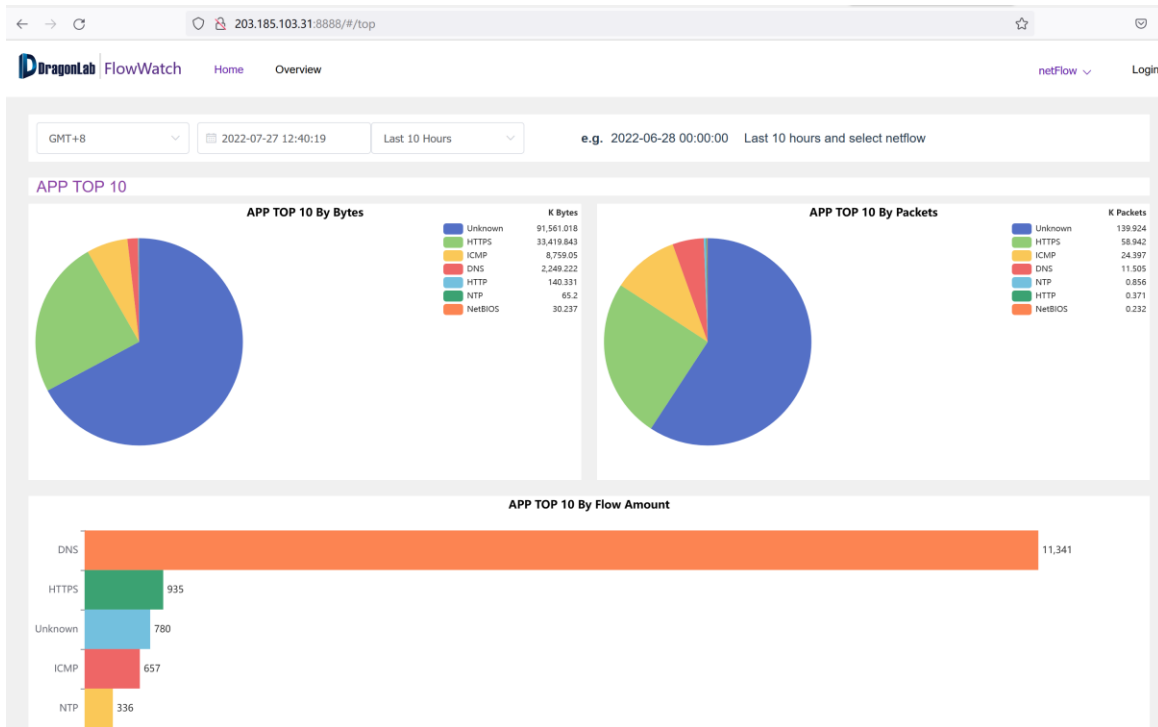 203.185.103.31:8888/#/top
DragonLab FlowWatch Home Overview netFlow Login
GMT+8 2022-07-27 12:40:19 Last 10 Hours e.g. 2022-06-28 00:00:00 Last 10 hours and select netflow
APP TOP 10
APP TOP 10 By Bytes
K Bytes
Unknown 91,561.018
HTTPS 33,419.843
ICMP 8,759.05
DNS 2,249.222
HTTP 140.331
NTP 65.2
NetBIOS 30.237
APP TOP 10 By Packets
K Packets
Unknown 139.924
HTTPS 58.942
ICMP 24.397
DNS 11.505
NTP 0.856
HTTP 0.371
NetBIOS 0.232
APP TOP 10 By Flow Amount
DNS 11,341
HTTPS 935
Unknown 780
ICMP 657
NTP 336